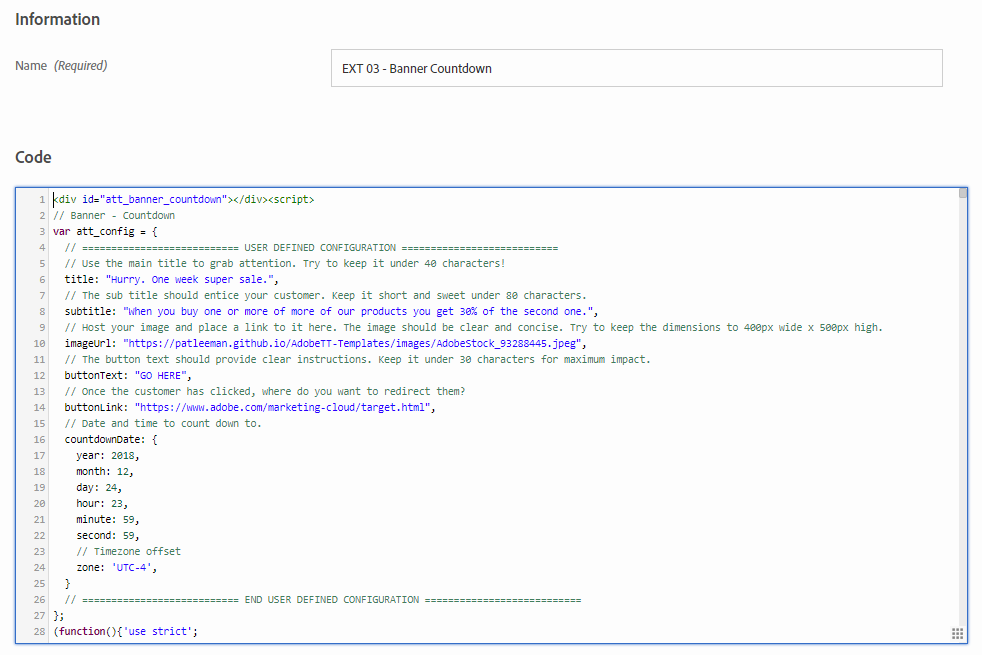 Information
Name (Required)
EXT 03 - Banner Countdown
Code
1 <div id="att_banner_countdown"></div><script>
2 // Banner - Countdown
3 var att_config = {
4 // =========================== USER DEFINED CONFIGURATION ===========================
5 // Use the main title to grab attention. Try to keep it under 40 characters!
6 title: "Hurry. One week super sale.",
7 // The sub title should entice your customer. Keep it short and sweet under 80 characters.
8 subtitle: "When you buy one or more of more of our products you get 30% of the second one.",
9 // Host your image and place a link to it here. The image should be clear and concise. Try to keep the dimensions to 400px wide x 500px high.
10 imageUrl: "https://patleeman.github.io/AdobeTT-Templates/images/AdobeStock_93288445.jpeg",
11 // The button text should provide clear instructions. Keep it under 30 characters for maximum impact.
12 buttonText: "GO HERE",
13 // Once the customer has clicked, where do you want to redirect them?
14 buttonLink: "https://www.adobe.com/marketing-cloud/target.html",
15 // Date and time to count down to.
16 countdownDate: {
17 year: 2018,
18 month: 12,
19 day: 24,
20 hour: 23,
21 minute: 59,
22 second: 59,
23 // Timezone offset
24 zone: 'UTC-4',
25 }
26 // =========================== END USER DEFINED CONFIGURATION ===========================
27 };
28 (function(){'use strict';